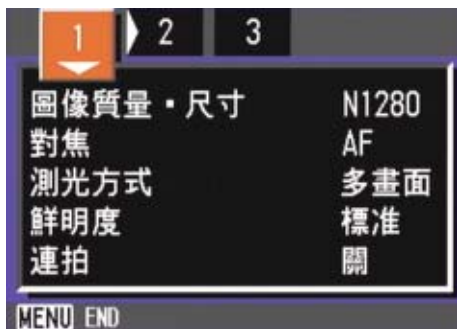 1 2 3
圖像質量・尺寸 N1280
對焦 AF
測光方式 多畫面
鮮明度 標准
連拍 關
MENU END